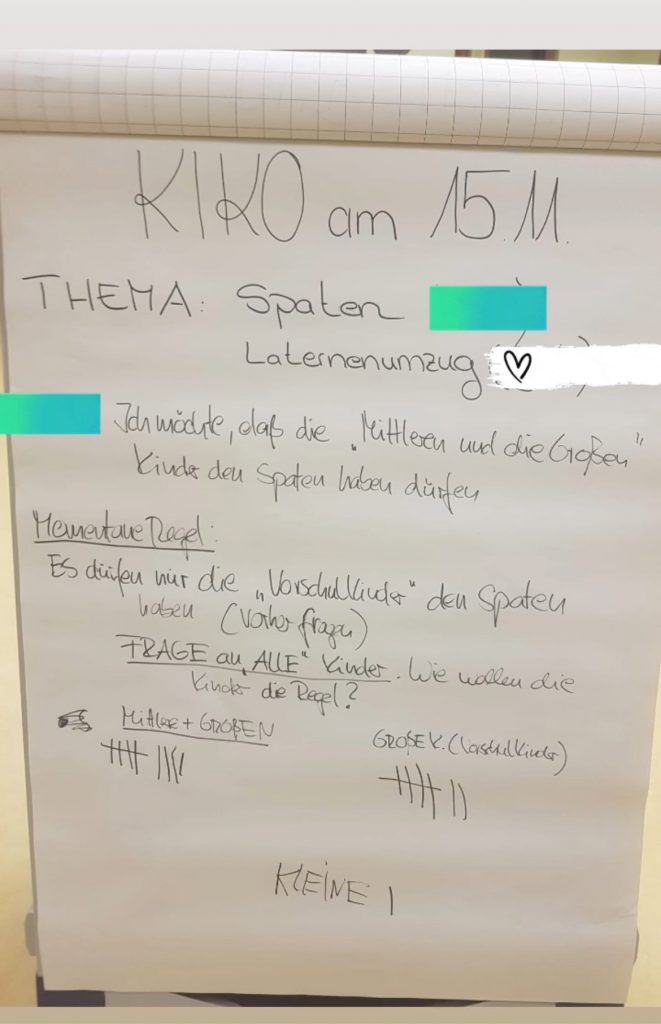 KIKO am 15.11.
THEMA: Spaten
Laternenumzug
Ich möchte, daß die „Mittleren und die Großen"
Kinder den Spaten haben dürfen
Momentane Regel:
Es dürfen nur die „Vorschulkinder" den Spaten
haben (vorher fragen)
FRAGE an „ALLE" Kinder. Wie wollen die
Kinder die Regel?
Mittlere + GROßEN
GROßE K. (Vorschulkinder)
KLEINE